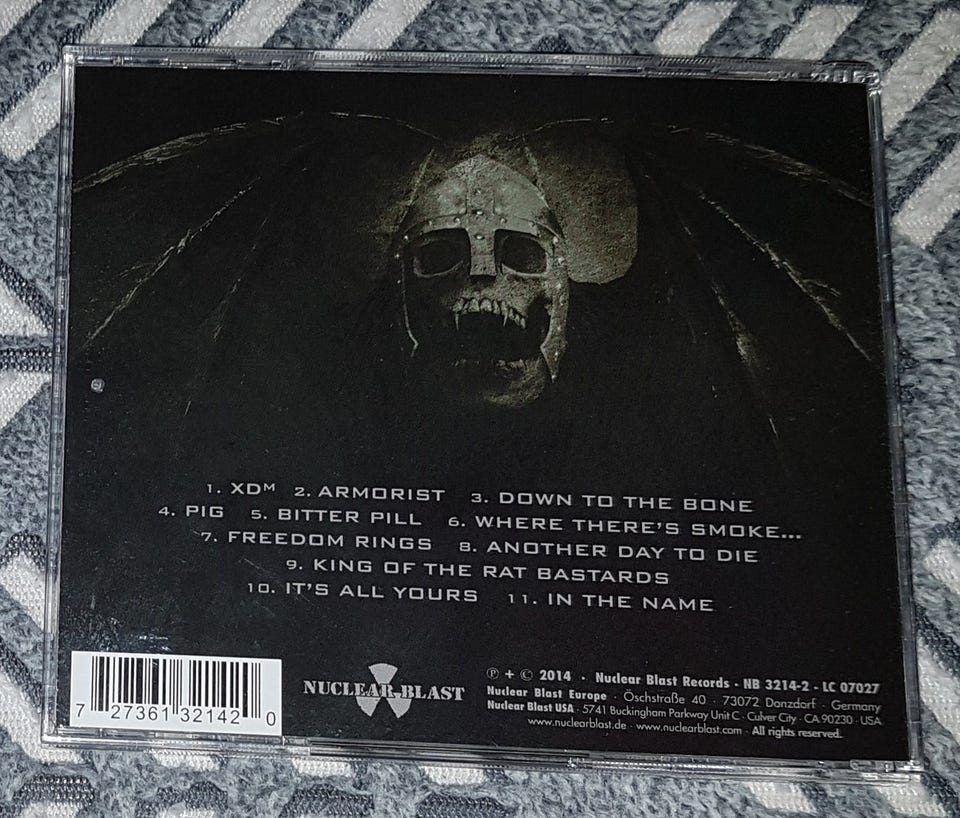 1. XDᴹ 2. ARMORIST 3. DOWN TO THE BONE
4. PIG 5. BITTER PILL 6. WHERE THERE'S SMOKE...
7. FREEDOM RINGS 8. ANOTHER DAY TO DIE
9. KING OF THE RAT BASTARDS
10. IT'S ALL YOURS 11. IN THE NAME
7 27361 32142 0
NUCLEAR BLAST
℗ + © 2014 · Nuclear Blast Records · NB 3214-2 - LC 07027
Nuclear Blast Europe · Öschstraße 40 · 73072 Donzdorf · Germany
Nuclear Blast USA · 5741 Buckingham Parkway Unit C · Culver City · CA 90230 · USA
www.nuclearblast.de · www.nuclearblast.com · All rights reserved.